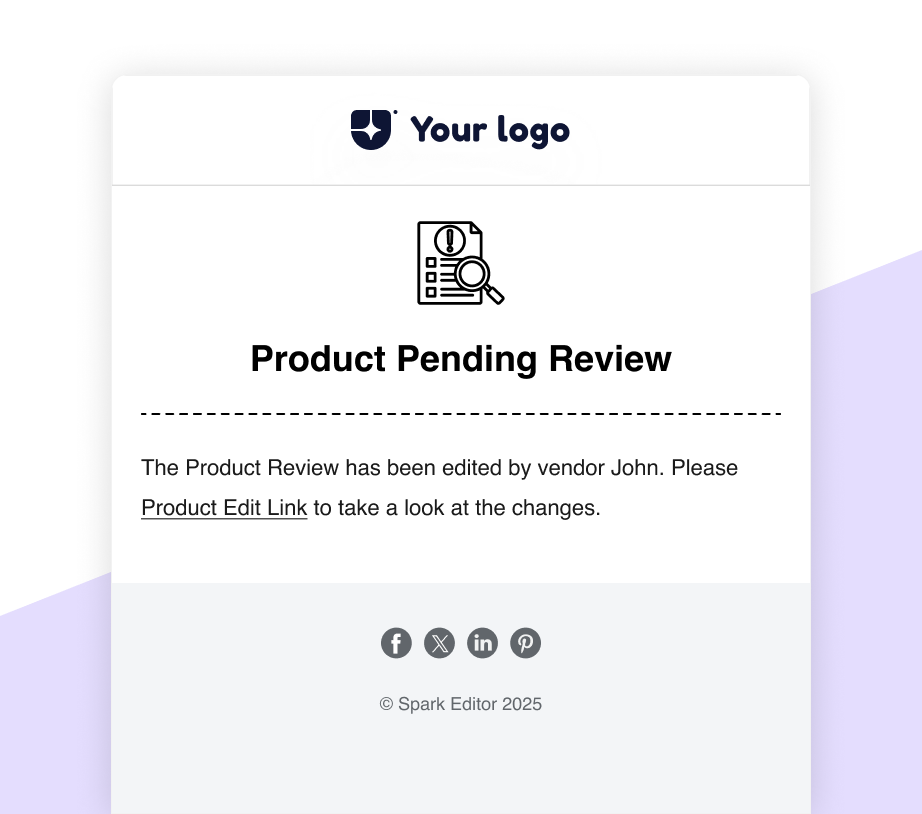 Your logo
Product Pending Review
The Product Review has been edited by vendor John. Please
Product Edit Link to take a look at the changes.
© Spark Editor 2025